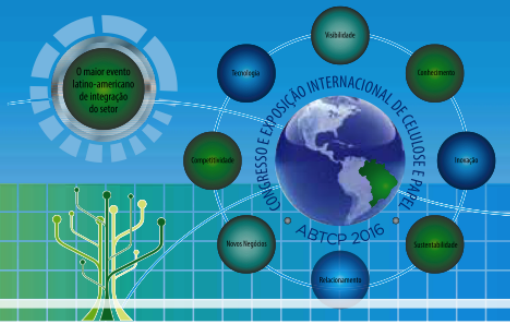 O maior evento
latino-americano
de integração
do setor
Visibilidade
Tecnologia
Conhecimento
CONGRESSO E EXPOSIÇÃO INTERNACIONAL DE CELULOSE E PAPEL
Competitividade
Inovação
ABTCP 2016
Novos Negócios
Sustentabilidade
Relacionamento